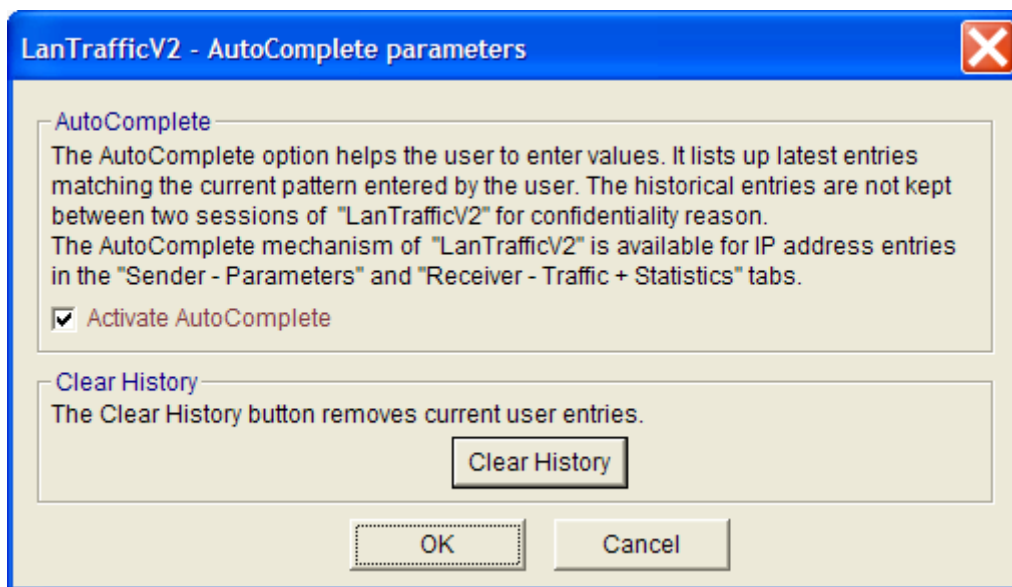 LanTrafficV2 - AutoComplete parameters
AutoComplete
The AutoComplete option helps the user to enter values. It lists up latest entries
matching the current pattern entered by the user. The historical entries are not kept
between two sessions of "LanTrafficV2" for confidentiality reason.
The AutoComplete mechanism of "LanTrafficV2" is available for IP address entries
in the "Sender - Parameters" and "Receiver - Traffic + Statistics" tabs.
Activate AutoComplete
Clear History
The Clear History button removes current user entries.
Clear History
OK Cancel